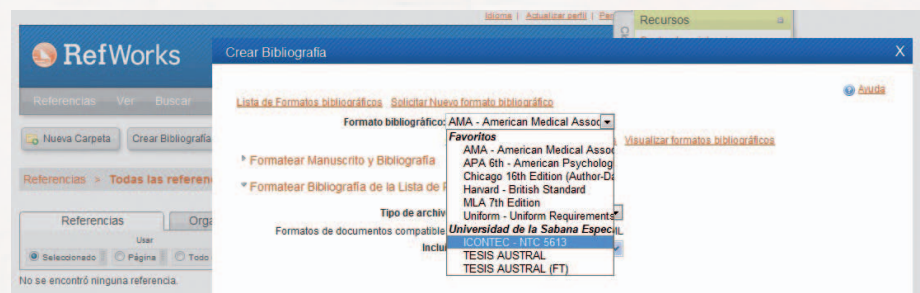 Idioma | Actualizar perfil |
Recursos
RefWorks
Crear Bibliografía X
Referencias Ver Buscar
Ayuda
Lista de Formatos bibliográficos Solicitar Nuevo formato bibliográfico
Nueva Carpeta Crear Bibliografía
Formato bibliográfico: AMA - American Medical Assoc
Favoritos
Visualizar formatos bibliográficos
AMA - American Medical Assoc
Formatear Manuscrito y Bibliografía
APA 6th - American Psycholog
Chicago 16th Edition (Author-Da
Referencias > Todas las referen
Formatear Bibliografía de la Lista de
Harvard - British Standard
MLA 7th Edition
Referencias Orga
Tipo de archiv
Uniform - Uniform Requirements
Formatos de documentos compatible
Universidad de la Sabana Especi
Usar
Inclui
ICONTEC - NTC 5613
Seleccionado Página Todo
TESIS AUSTRAL
TESIS AUSTRAL (FT)
No se encontró ninguna referencia.